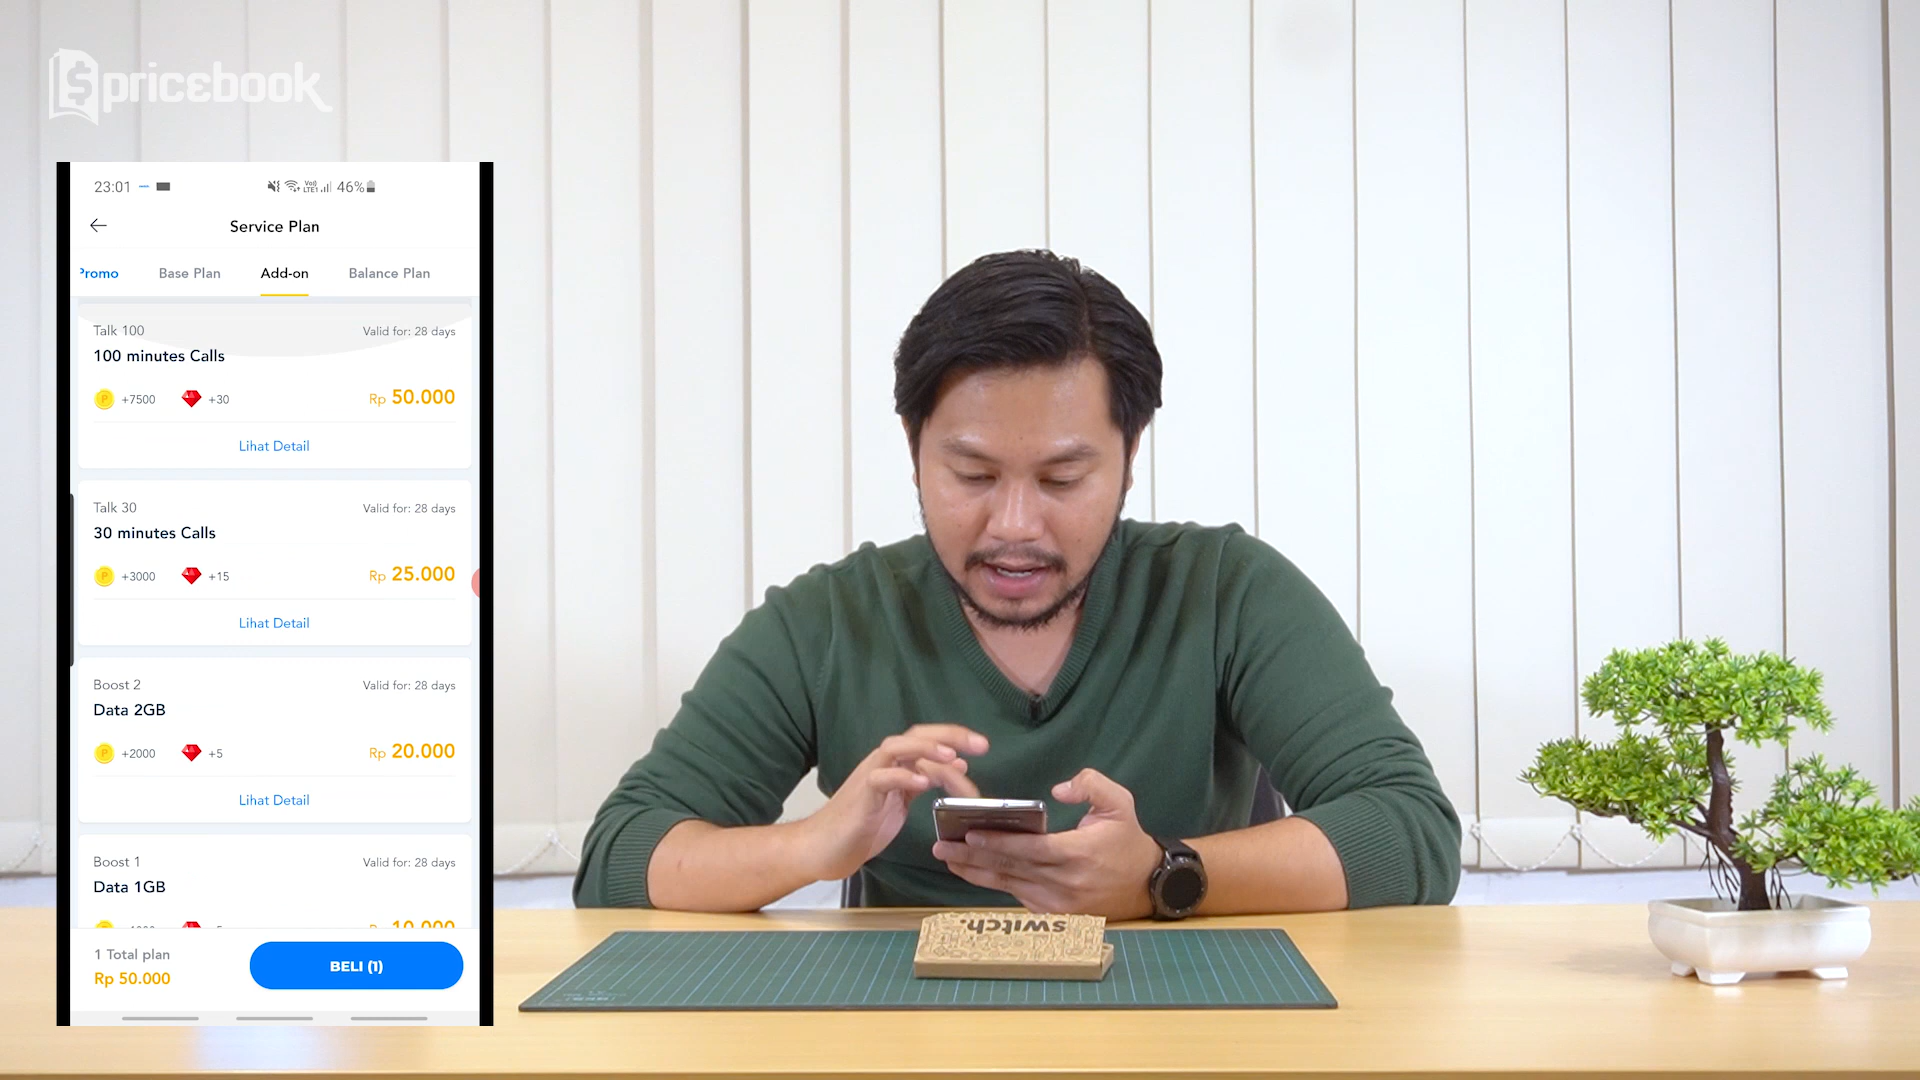 pricebook
23:01
46%
Service Plan
Promo Base Plan Add-on Balance Plan
Talk 100 Valid for: 28 days
100 minutes Calls
+7500 +30 Rp 50.000
Lihat Detail
Talk 30 Valid for: 28 days
30 minutes Calls
+3000 +15 Rp 25.000
Lihat Detail
Boost 2 Valid for: 28 days
Data 2GB
+2000 +5 Rp 20.000
Lihat Detail
Boost 1 Valid for: 28 days
Data 1GB
10.000
1 Total plan
Rp 50.000
BELI (1)
switch.